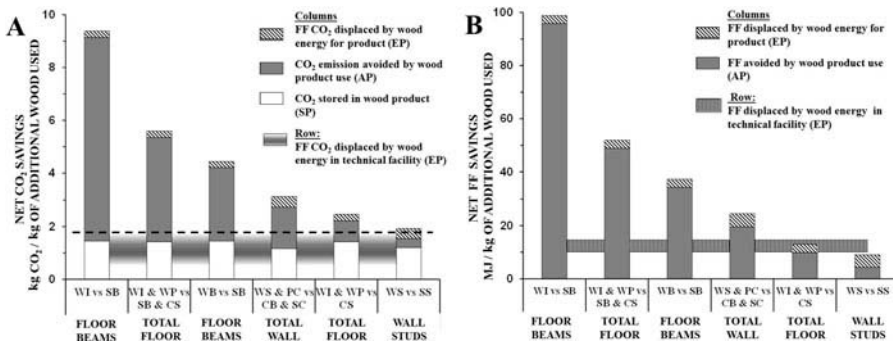 A
NET CO2 SAVINGS
kg CO2 / kg OF ADDITIONAL WOOD USED
10
8
6
4
2
0
Columns
FF CO2 displaced by wood
energy for product (EP)
CO2 emission avoided by wood
product use (AP)
CO2 stored in wood product
(SP)
Row:
FF CO2 displaced by wood
energy in technical facility (EP)
WI vs SB
WI & WP vs
SB & CS
WB vs SB
WS & PC vs
CB & SC
WI & WP vs
CS
WS vs SS
FLOOR
BEAMS
TOTAL
FLOOR
FLOOR
BEAMS
TOTAL
WALL
TOTAL
FLOOR
WALL
STUDS
B
NET FF SAVINGS
MJ / kg OF ADDITIONAL WOOD USED
100
80
60
40
20
0
Columns
FF displaced by wood energy for
product (EP)
FF avoided by wood product use
(AP)
Row:
FF displaced by wood energy in
technical facility (EP)
WI vs SB
WI & WP vs
SB & CS
WB vs SB
WS & PC vs
CB & SC
WI & WP vs
CS
WS vs SS
FLOOR
BEAMS
TOTAL
FLOOR
FLOOR
BEAMS
TOTAL
WALL
TOTAL
FLOOR
WALL
STUDS